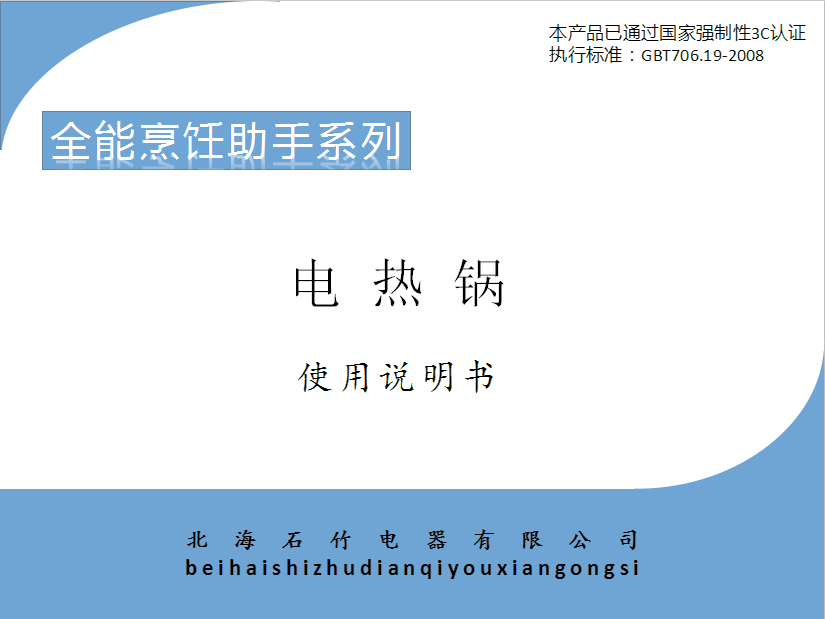 本产品已通过国家强制性3C认证
执行标准：GBT706.19-2008
全能烹饪助手系列
电热锅
使用说明书
北海石竹电器有限公司
beihaishizhudianqiyouxiangongsi